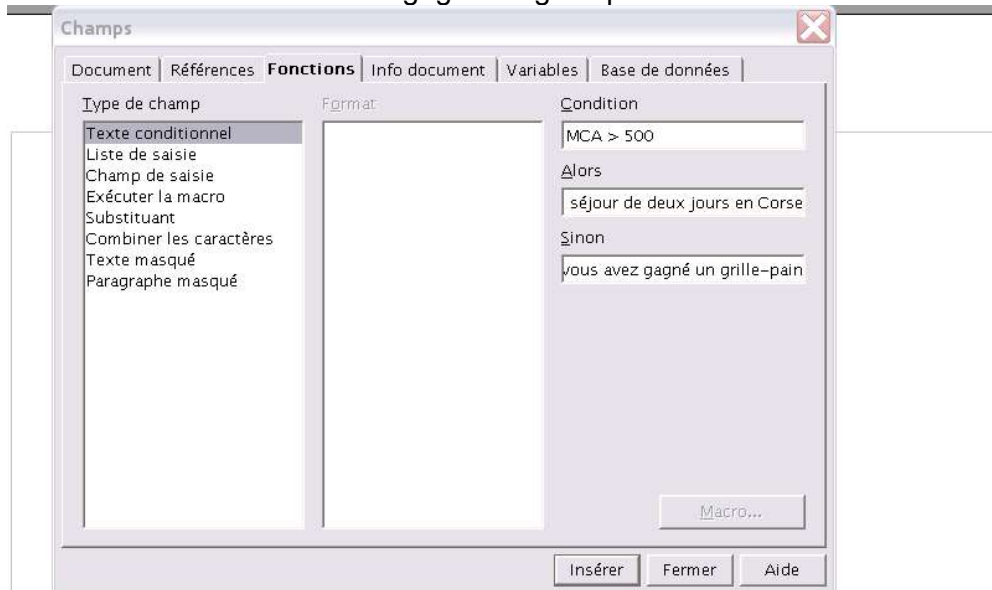 Champs
Document Références Fonctions Info document Variables Base de données
Type de champ
Texte conditionnel
Liste de saisie
Champ de saisie
Exécuter la macro
Substituant
Combiner les caractères
Texte masqué
Paragraphe masqué
Format
Condition
MCA > 500
Alors
séjour de deux jours en Corse
Sinon
vous avez gagné un grille-pain
Macro...
Insérer Fermer Aide